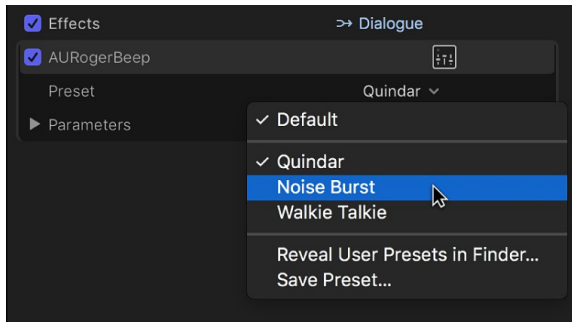 Effects
Dialogue
AURogerBeep
Preset
Quindar
Parameters
Default
Quindar
Noise Burst
Walkie Talkie
Reveal User Presets in Finder...
Save Preset...